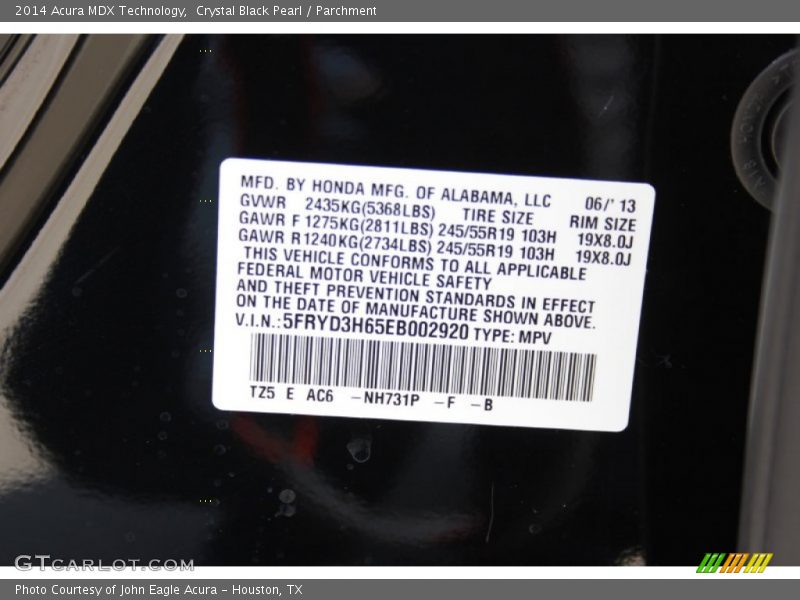 2014 Acura MDX Technology,  Crystal Black Pearl / Parchment
MFD. BY HONDA MFG. OF ALABAMA, LLC 06/' 13
GVWR 2435KG(5368LBS) TIRE SIZE RIM SIZE
GAWR F 1275KG(2811LBS) 245/55R19 103H 19X8.0J
GAWR R 1240KG(2734LBS) 245/55R19 103H 19X8.0J
THIS VEHICLE CONFORMS TO ALL APPLICABLE
FEDERAL MOTOR VEHICLE SAFETY
AND THEFT PREVENTION STANDARDS IN EFFECT
ON THE DATE OF MANUFACTURE SHOWN ABOVE.
V.I.N.: 5FRYD3H65EB002920 TYPE: MPV
TZ5 E AC6 -NH731P -F -B
GTCARLOT.COM
Photo Courtesy of John Eagle Acura - Houston, TX